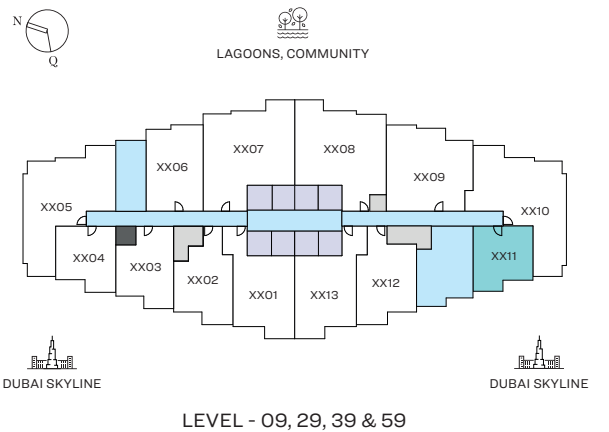 N
Q
LAGOONS, COMMUNITY
XX07
XX08
XX06
XX09
XX05
XX10
XX04
XX03
XX02
XX01
XX13
XX12
XX11
DUBAI SKYLINE
DUBAI SKYLINE
LEVEL - 09, 29, 39 & 59